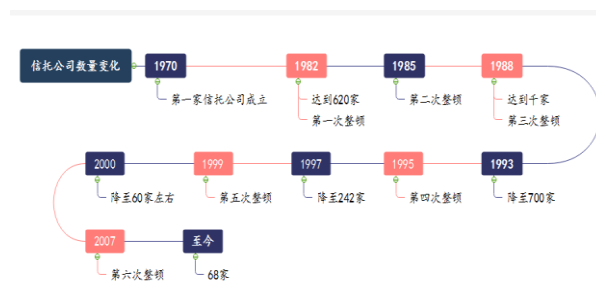 信托公司数量变化
1970
第一家信托公司成立
1982
达到620家
第一次整顿
1985
第二次整顿
1988
达到千家
第三次整顿
1993
降至700家
1995
第四次整顿
1997
降至242家
1999
第五次整顿
2000
降至60家左右
2007
第六次整顿
至今
68家